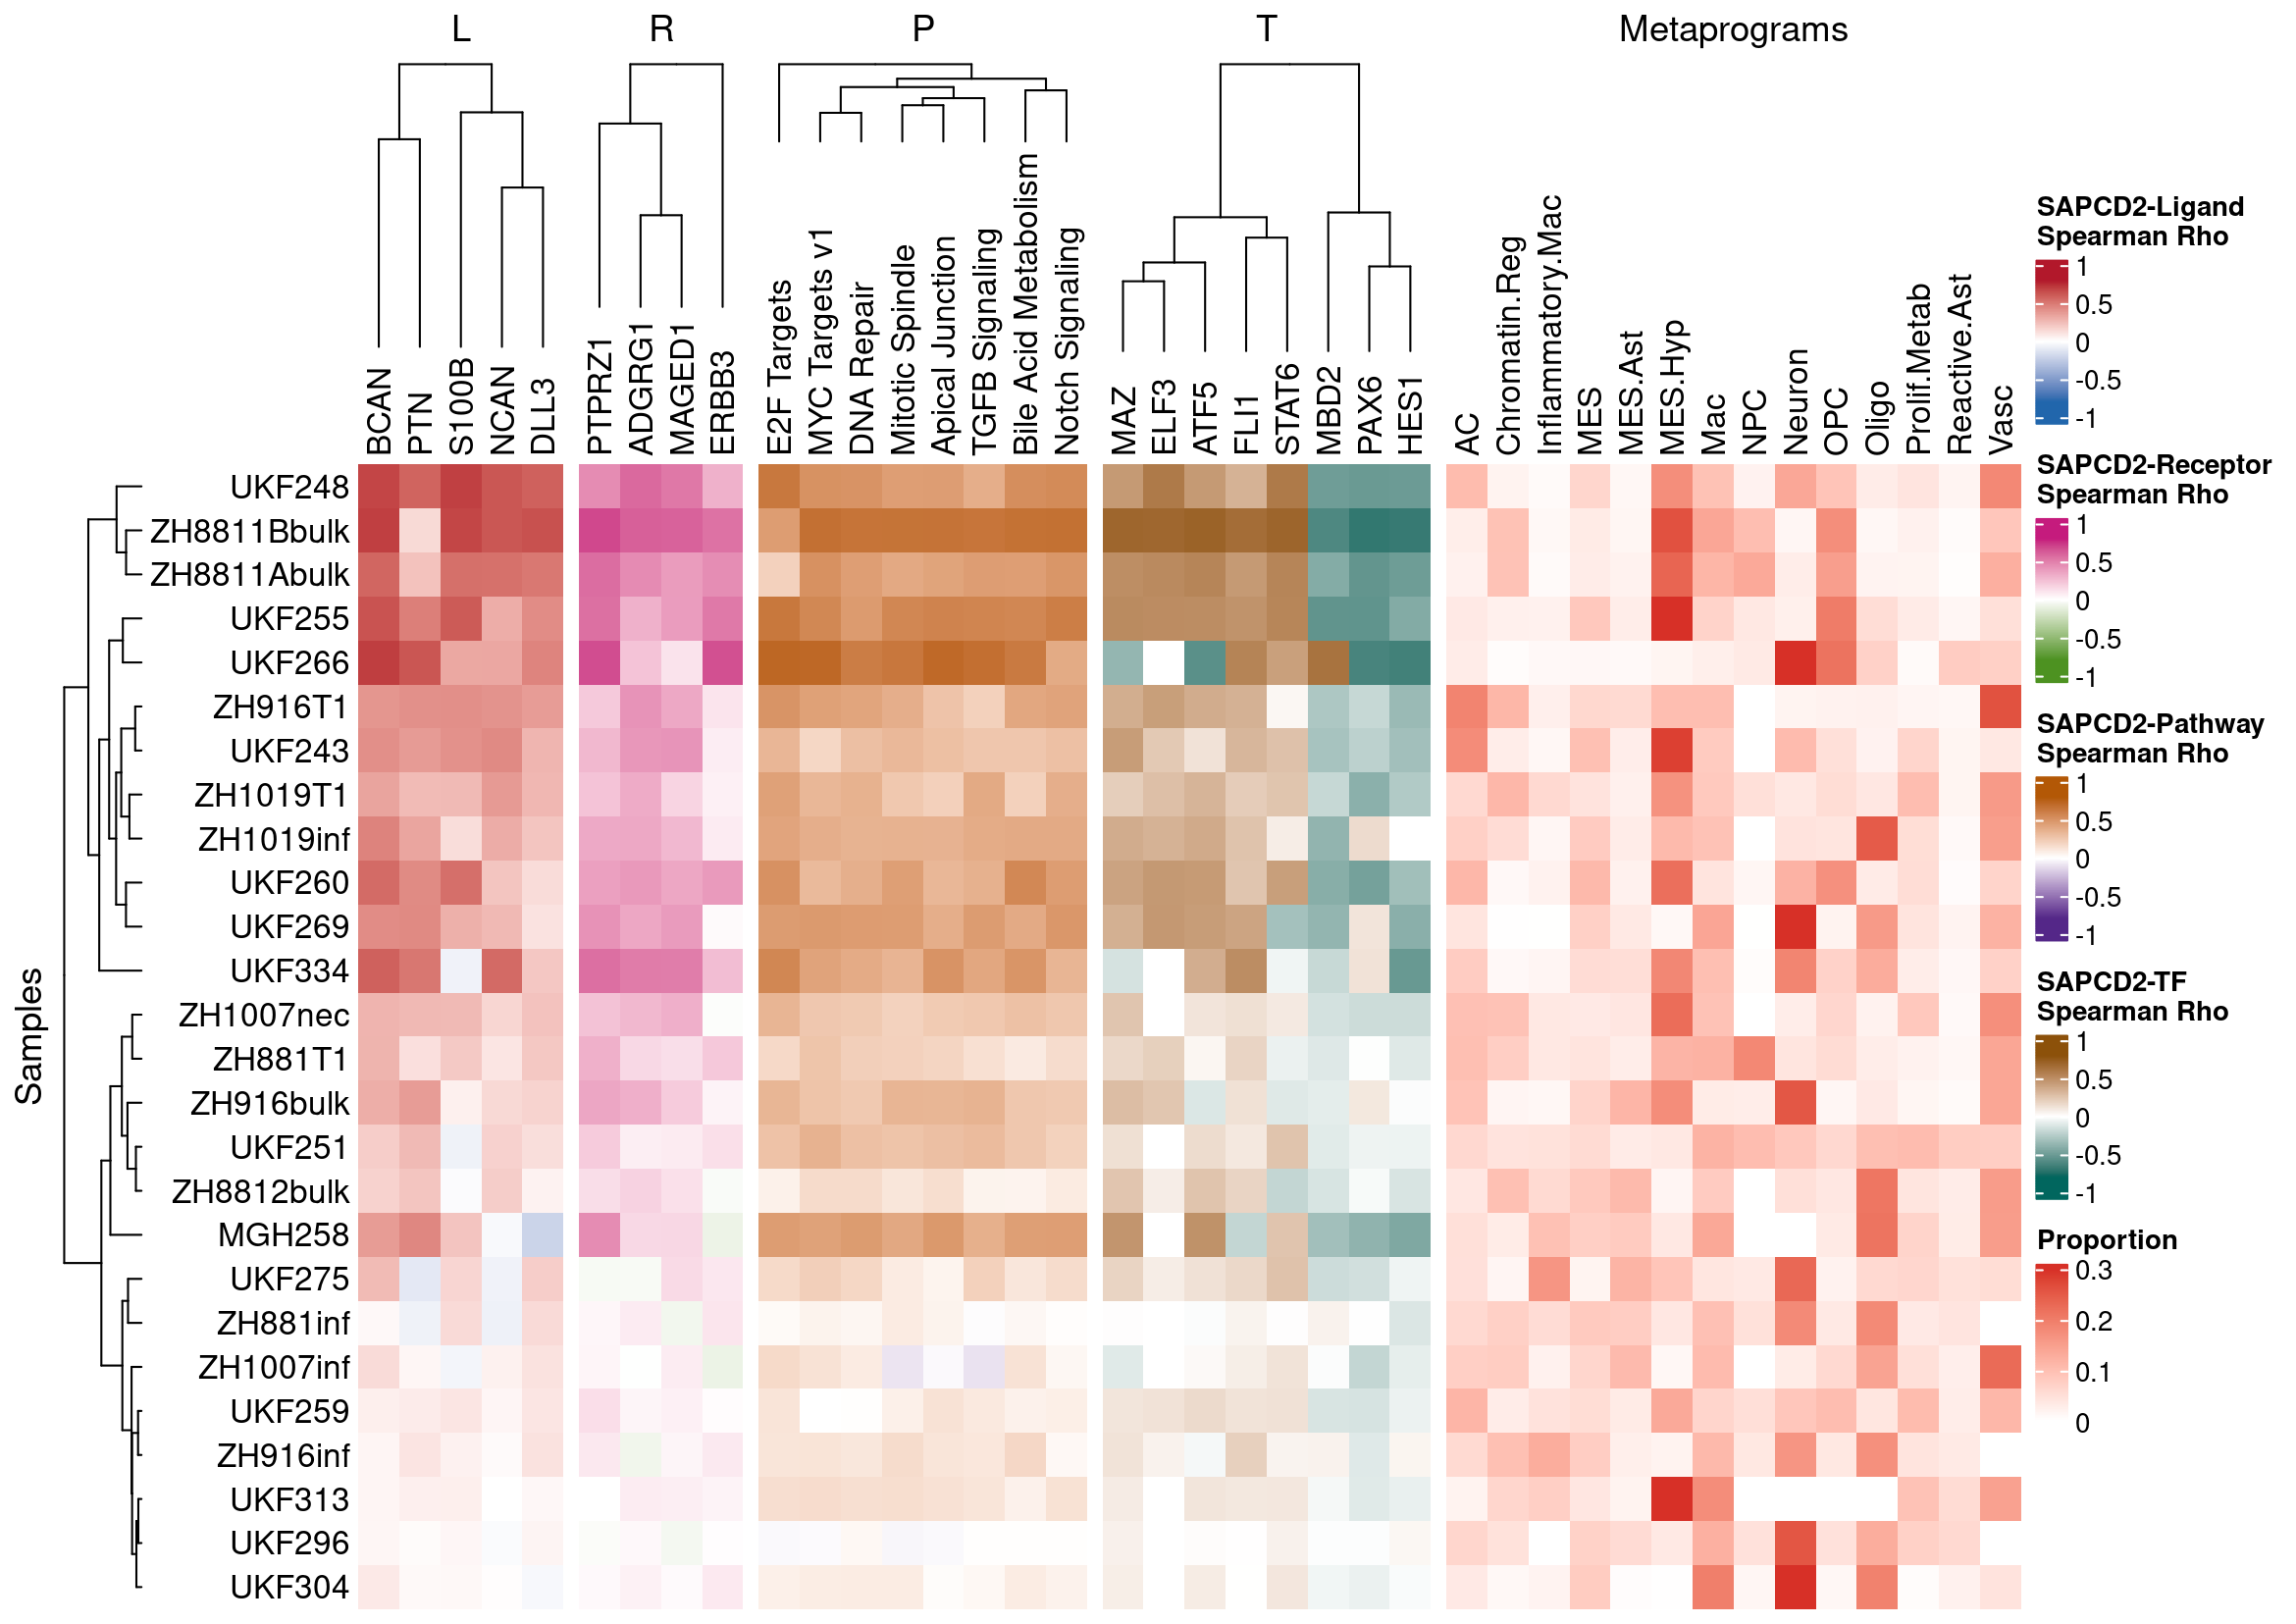 L R P T Metaprograms
BCAN
PTN
S100B
NCAN
DLL3
PTPRZ1
ADGRG1
MAGED1
ERBB3
E2F Targets
MYC Targets v1
DNA Repair
Mitotic Spindle
Apical Junction
TGFB Signaling
Bile Acid Metabolism
Notch Signaling
MAZ
ELF3
ATF5
FLI1
STAT6
MBD2
PAX6
HES1
AC
Chromatin.Reg
Inflammatory.Mac
MES
MES.Ast
MES.Hyp
Mac
NPC
Neuron
OPC
Oligo
Prolif.Metab
Reactive.Ast
Vasc
Samples
UKF248
ZH8811Bbulk
ZH8811Abulk
UKF255
UKF266
ZH916T1
UKF243
ZH1019T1
ZH1019inf
UKF260
UKF269
UKF334
ZH1007nec
ZH881T1
ZH916bulk
UKF251
ZH8812bulk
MGH258
UKF275
ZH881inf
ZH1007inf
UKF259
ZH916inf
UKF313
UKF296
UKF304
SAPCD2-Ligand
Spearman Rho
1
0.5
0
-0.5
-1
SAPCD2-Receptor
Spearman Rho
1
0.5
0
-0.5
-1
SAPCD2-Pathway
Spearman Rho
1
0.5
0
-0.5
-1
SAPCD2-TF
Spearman Rho
1
0.5
0
-0.5
-1
Proportion
0.3
0.2
0.1
0